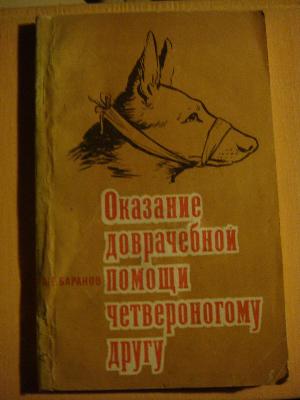 Оказание
доврачебной
А.Е. БАРАНОВ
помощи
четвероногому
другу